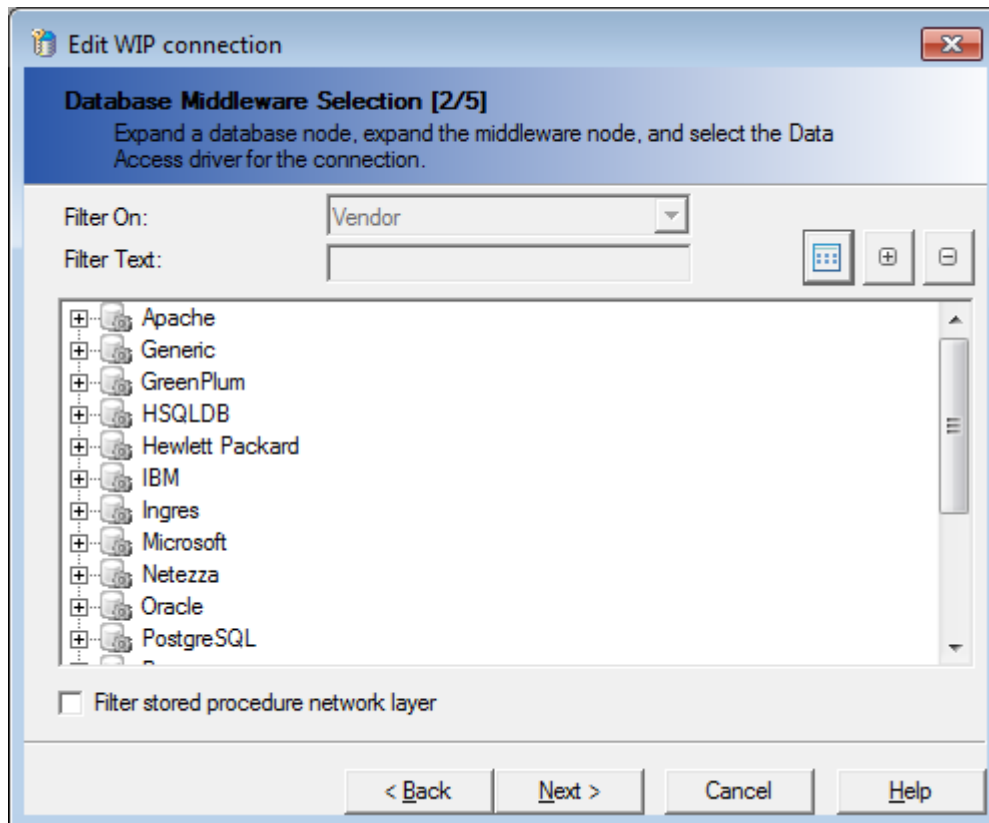 Edit WIP connection
Database Middleware Selection [2/5]
Expand a database node, expand the middleware node, and select the Data
Access driver for the connection.
Filter On:
Vendor
Filter Text:
Apache
Generic
GreenPlum
HSQLDB
Hewlett Packard
IBM
Ingres
Microsoft
Netezza
Oracle
PostgreSQL
Filter stored procedure network layer
< Back
Next >
Cancel
Help